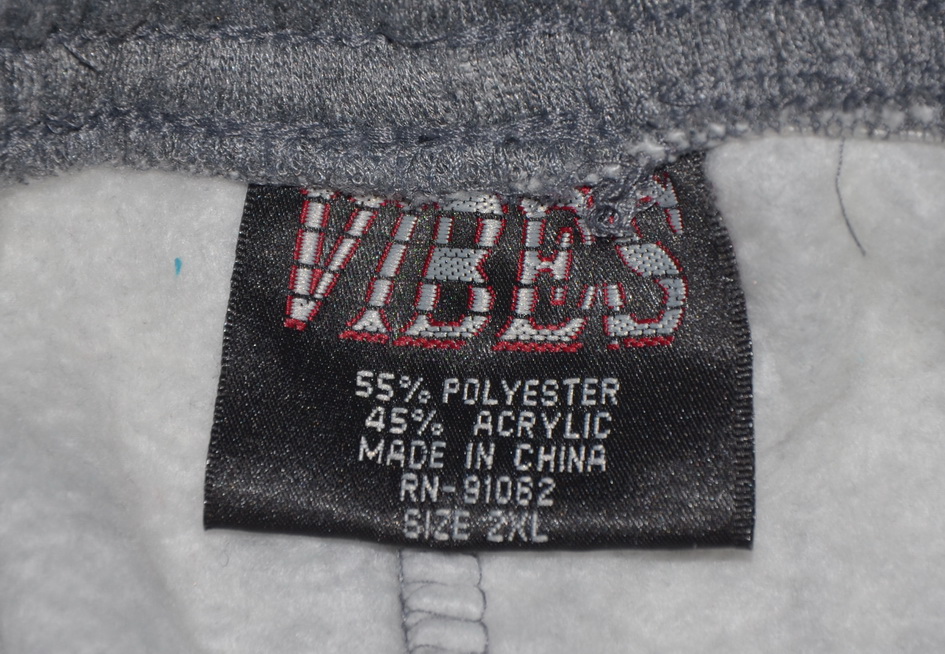 VIBES
55% POLYESTER
45% ACRYLIC
MADE IN CHINA
RN-91062
SIZE 2XL